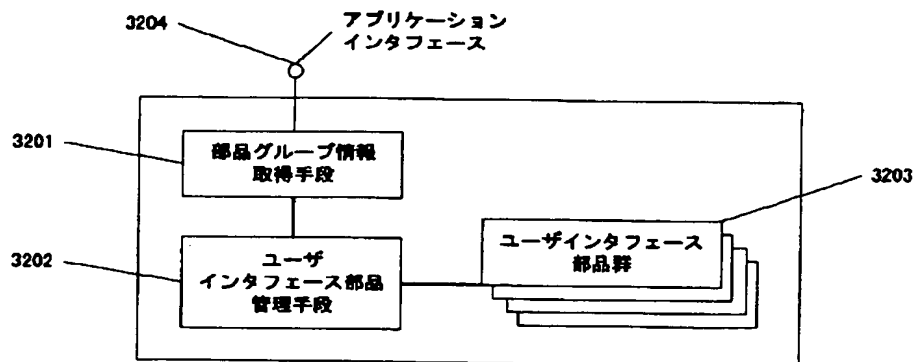 3204
アプリケーション
インタフェース
3201
部品グループ情報
取得手段
3203
ユーザインタフェース
部品群
3202
ユーザ
インタフェース部品
管理手段